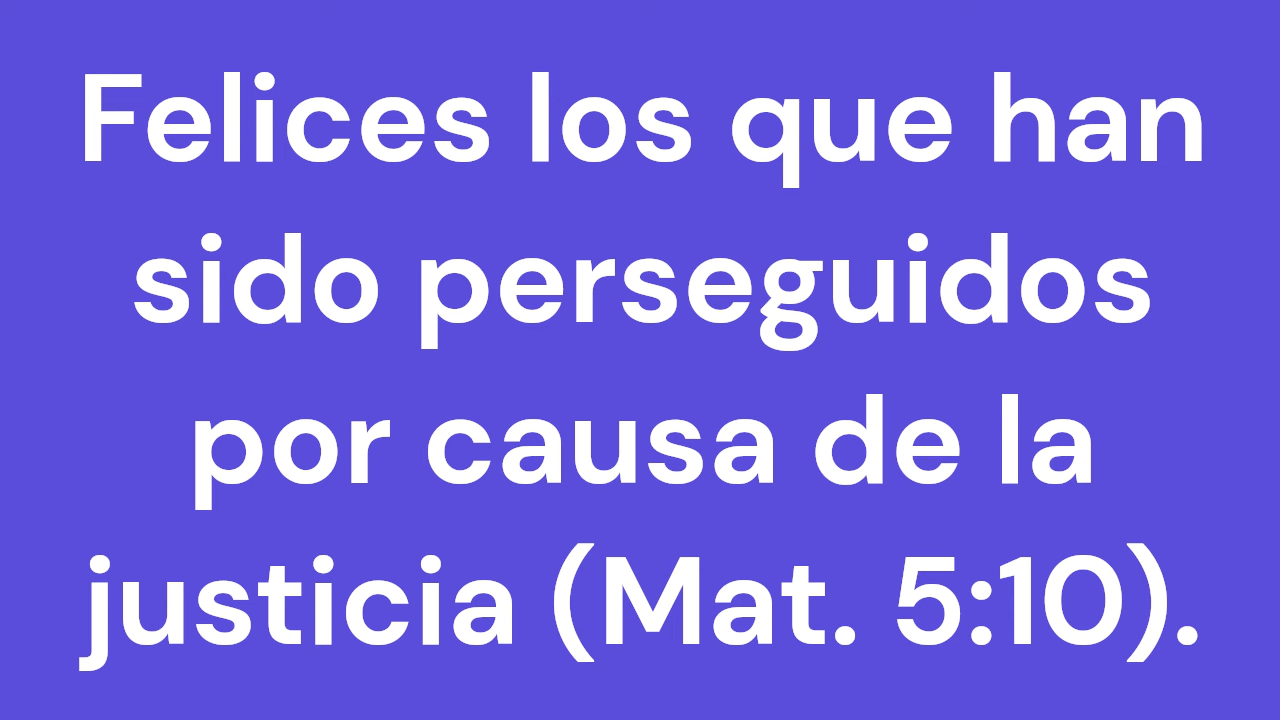 Felices los que han
sido perseguidos
por causa de la
justicia (Mat. 5:10).